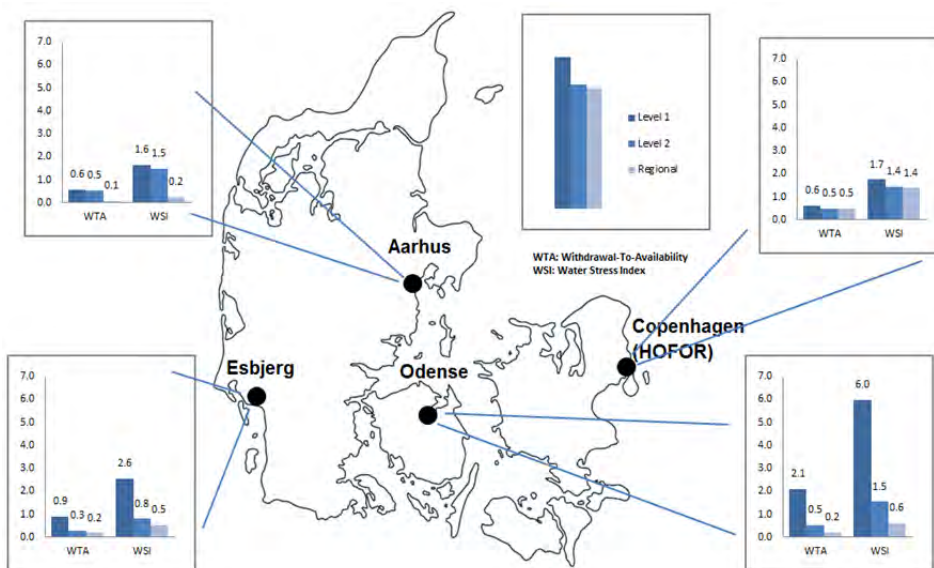 7.0
6.0
5.0
4.0
3.0
2.0
1.0
0.0
0.6 0.5 0.1
1.6 1.5 0.2
WTA WSI
Level 1
Level 2
Regional
WTA: Withdrawal-To-Availability
WSI: Water Stress Index
7.0
6.0
5.0
4.0
3.0
2.0
1.0
0.0
0.6 0.5 0.5
1.7 1.4 1.4
WTA WSI
Aarhus
Copenhagen
(HOFOR)
Esbjerg
Odense
7.0
6.0
5.0
4.0
3.0
2.0
1.0
0.0
0.9 0.3 0.2
2.6 0.8 0.5
WTA WSI
7.0
6.0
5.0
4.0
3.0
2.0
1.0
0.0
2.1 0.5 0.2
6.0 1.5 0.6
WTA WSI